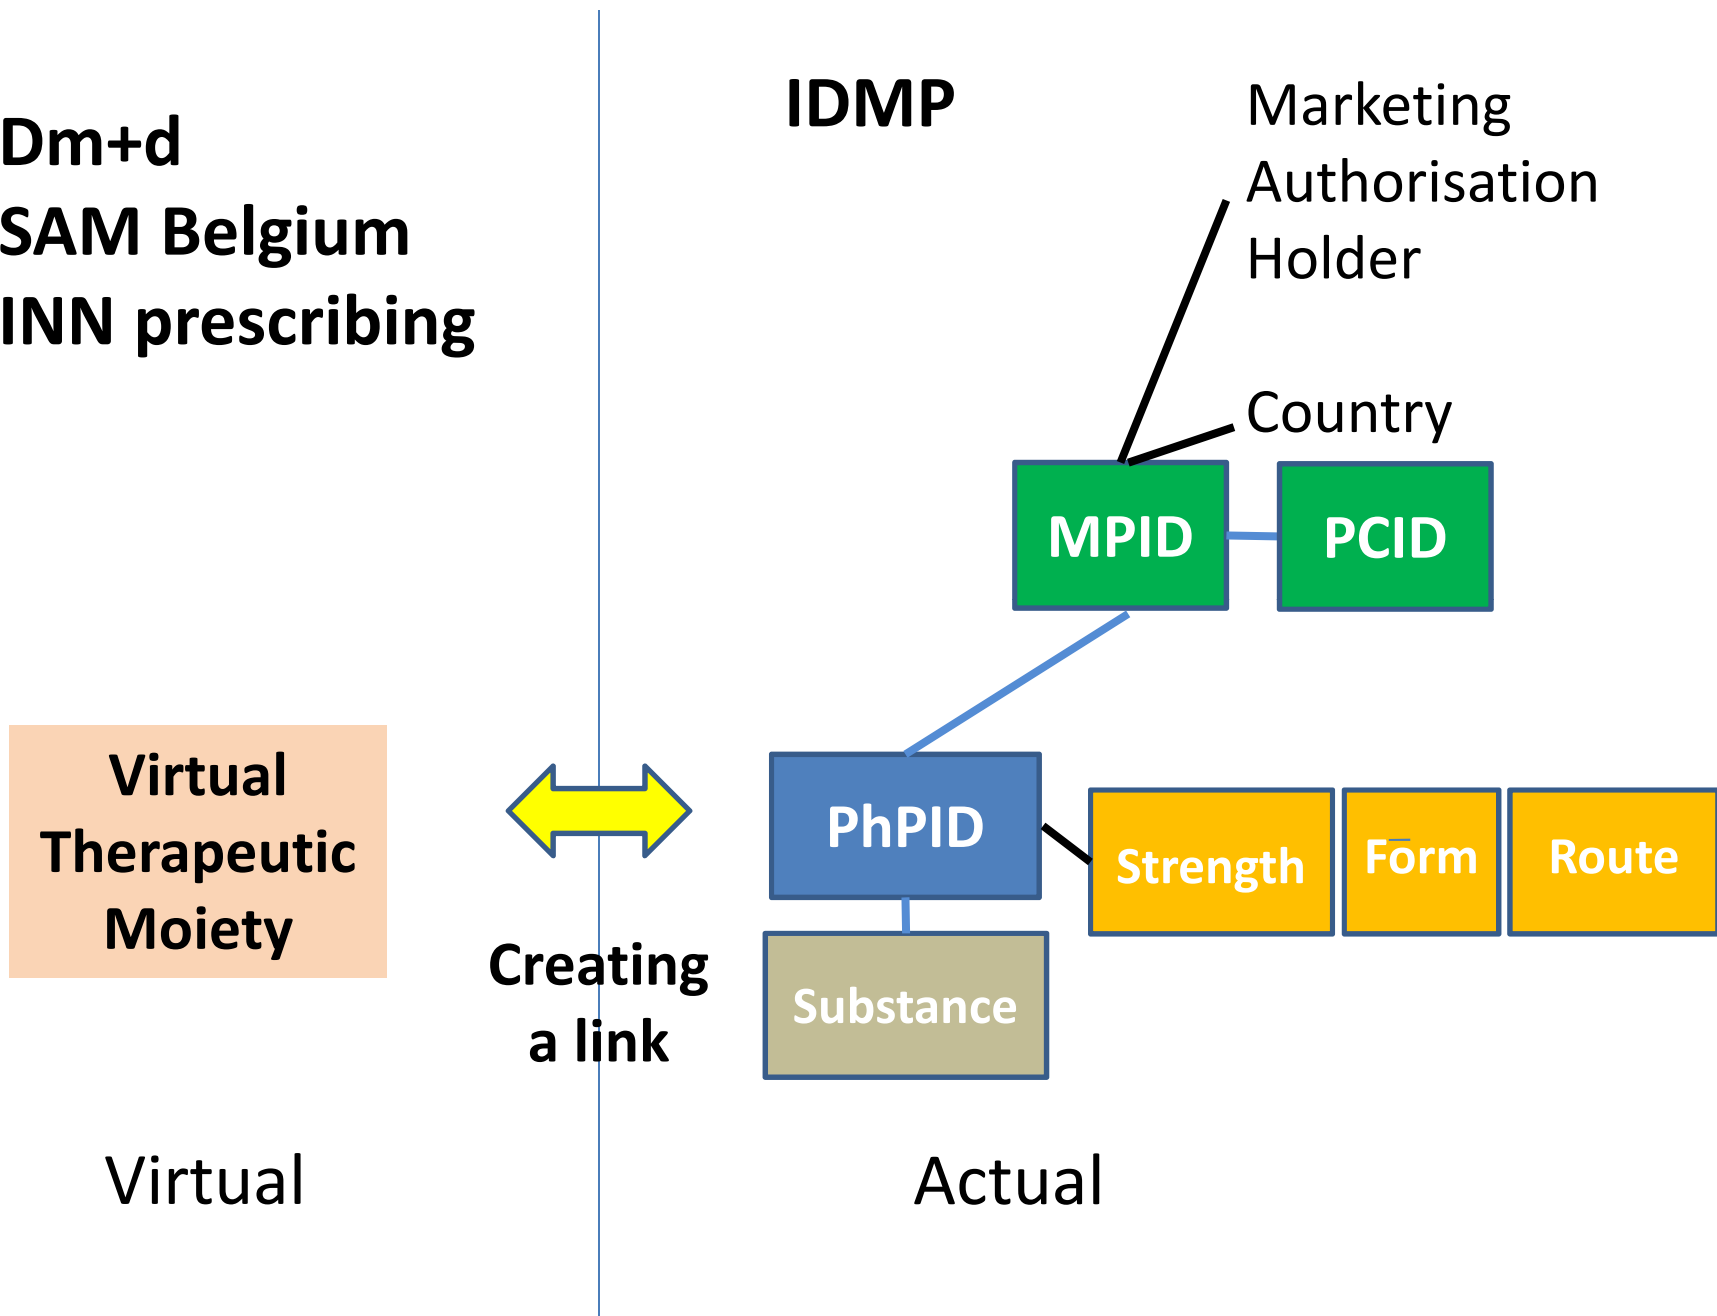 Dm+d
SAM Belgium
INN prescribing
IDMP
Marketing
Authorisation
Holder
Country
MPID
PCID
Virtual
Therapeutic
Moiety
Creating
a link
PhPID
Strength
Form
Route
Substance
Virtual
Actual